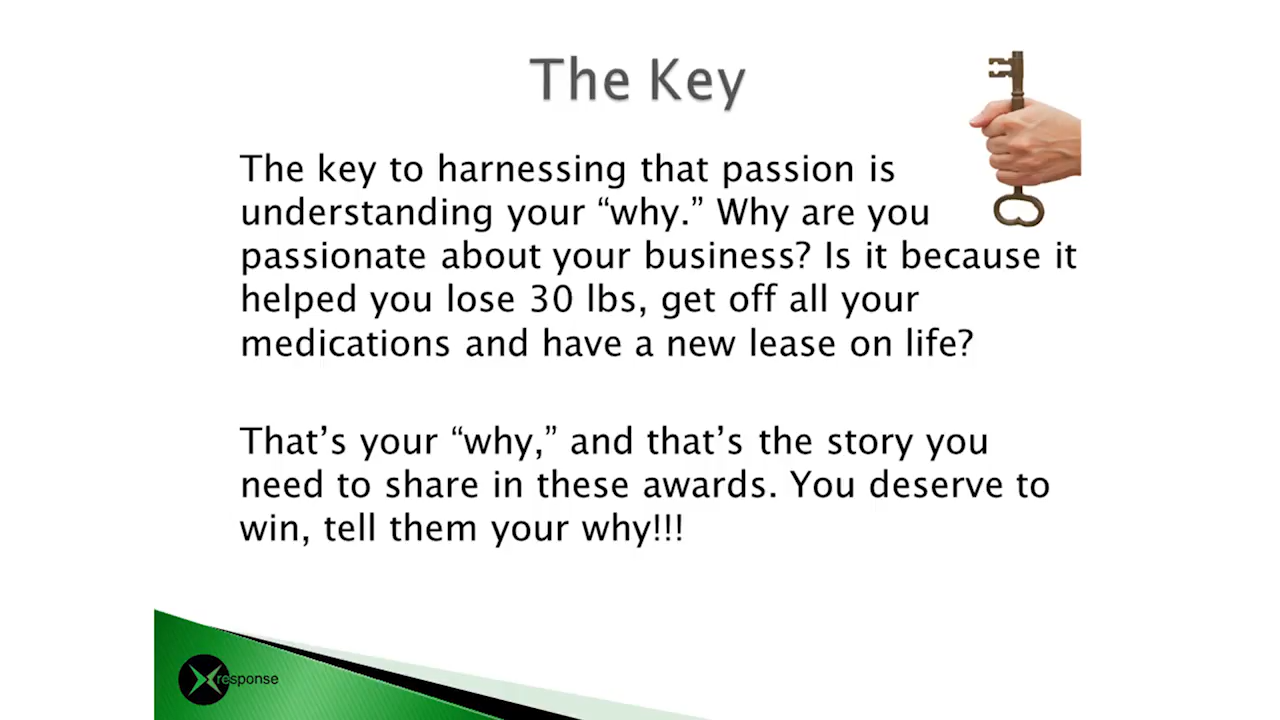 The Key
The key to harnessing that passion is
understanding your “why.” Why are you
passionate about your business? Is it because it
helped you lose 30 lbs, get off all your
medications and have a new lease on life?
That’s your “why,” and that’s the story you
need to share in these awards. You deserve to
win, tell them your why!!!
Xresponse